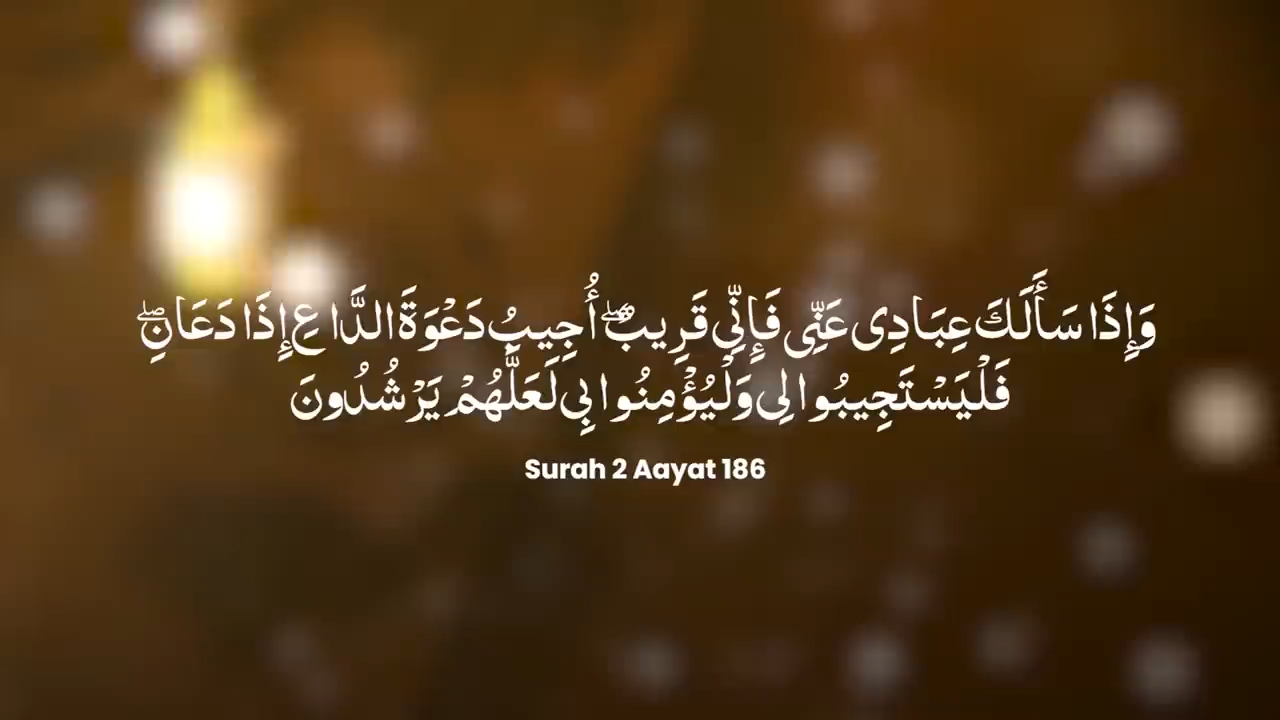 وَإِذَا سَأَلَكَ عِبَادِى عَنِّى فَإِنِّى قَرِيبٌ ۖ أُجِيبُ دَعْوَةَ الدَّاعِ إِذَا دَعَانِ ۖ
فَلْيَسْتَجِيبُوا لِى وَلْيُؤْمِنُوا بِى لَعَلَّهُمْ يَرْشُدُونَ
Surah 2 Aayat 186